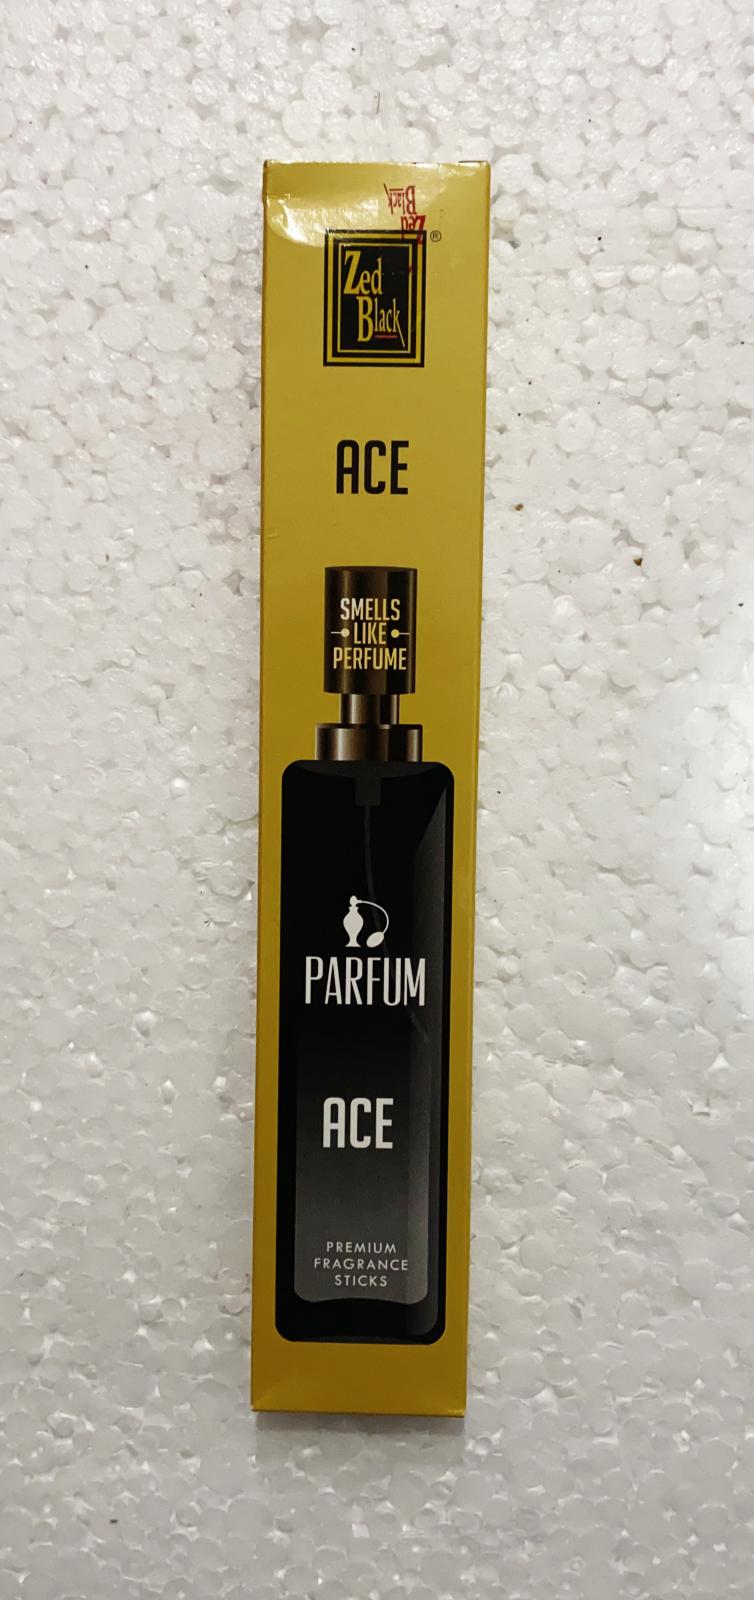 Zed
Black
®
Zed
Black
ACE
SMELLS
LIKE
PERFUME
PARFUM
ACE
PREMIUM
FRAGRANCE
STICKS